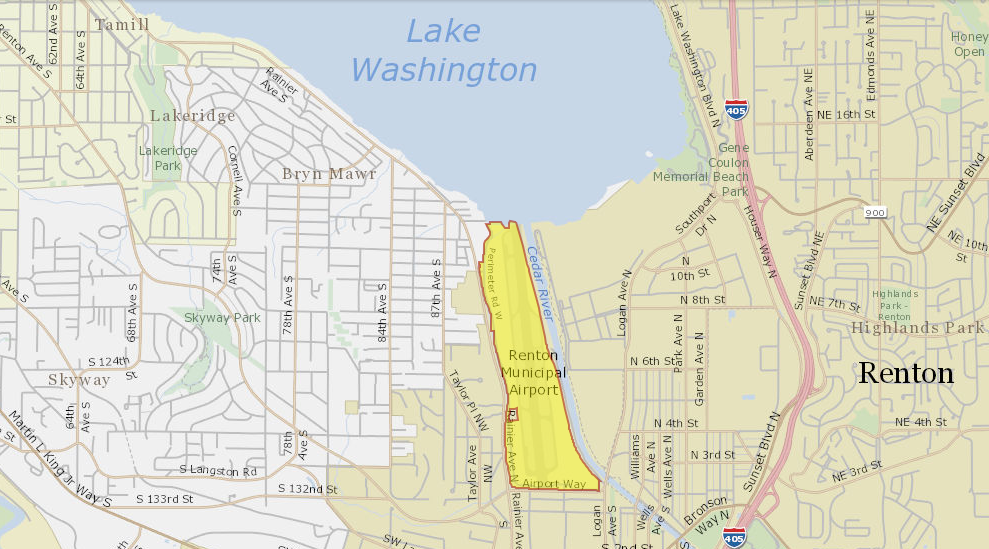 Lake
Washington
Tamill
Renton Ave S
62nd Ave S
64th Ave S
St
Rainier
Ave S
Lakeridge
Lakeridge
Park
Bryn Mawr
Cornell Ave S
Lake Washington Blvd N
405
Aberdeen Ave NE
Edmonds Ave NE
Honey
Open
NE 16th St
Gene
Coulon
Memorial Beach
Park
Southport
Dr N
Houser Way N
900
NE Sunset Blvd
NE 10th
St
N
10th St
Sunset Blvd NE
NE 7th St
Highlands
Park -
Renton
Highlands Park
Renton
Perimeter Rd W
Cedar River
Renton
Municipal
Airport
Logan Ave N
N 8th St
Park Ave N
Garden Ave N
N 6th St
N 4th St
N 3rd St
NE 4th St
NE 3rd St
Sunset Blvd N
74th
Ave S
68th Ave S
78th Ave S
84th Ave S
87th Ave S
Skyway Park
S 124th
St
Skyway
64th
Ave S
78th
Ave S
Martin L King Jr Way S
S Langston Rd
S 132nd St
S 133rd St
Taylor Pl NW
Taylor Ave
NW
Rainier Ave N
Airport Way
Rainier Ave
S
Logan
Ave S
Williams
Ave N
Wells Ave N
Wells
Ave S
Bronson
Way N
405
S 2nd St
SW L